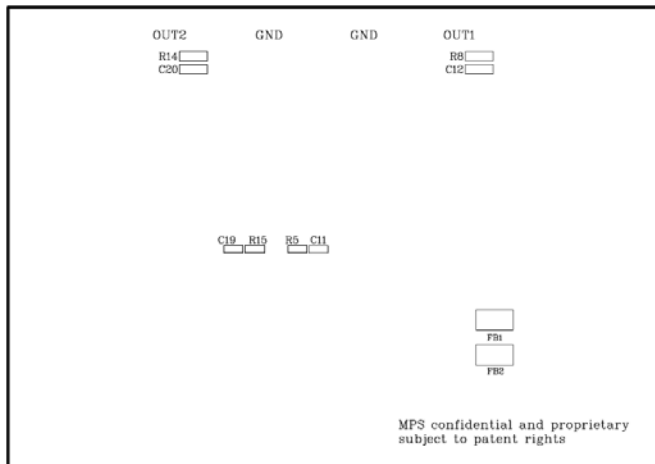 OUT2 GND GND OUT1
R14 R8
C20 C12
C19 R15 R5 C11
FB1
FB2
MPS confidential and proprietary
subject to patent rights